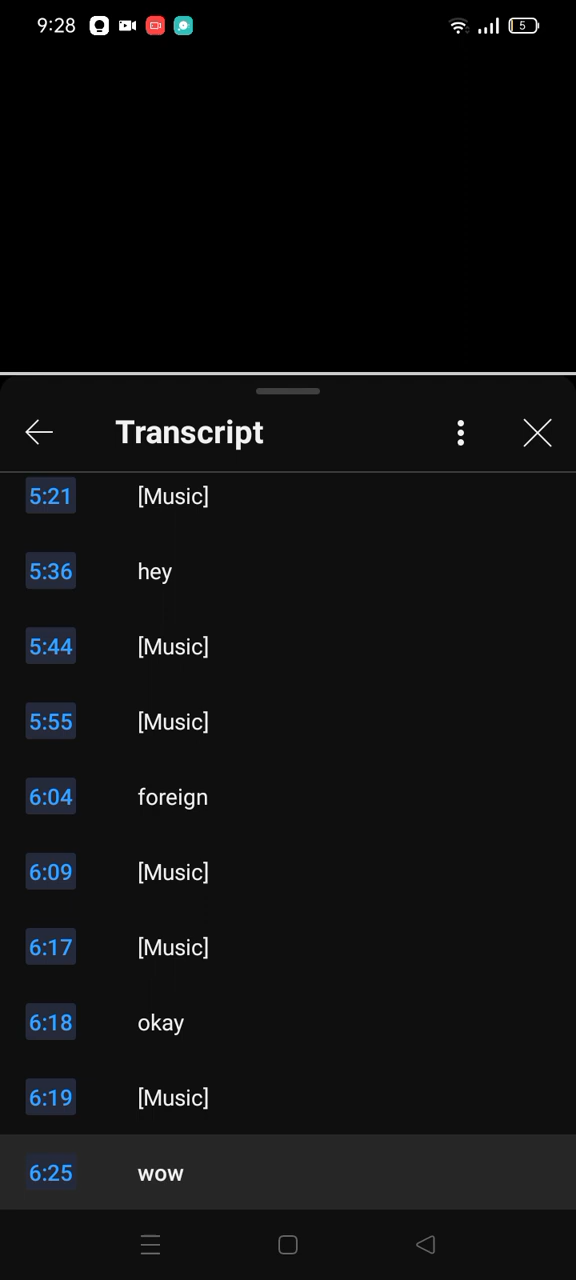 9:28
5
Transcript
5:21 [Music]
5:36 hey
5:44 [Music]
5:55 [Music]
6:04 foreign
6:09 [Music]
6:17 [Music]
6:18 okay
6:19 [Music]
6:25 wow